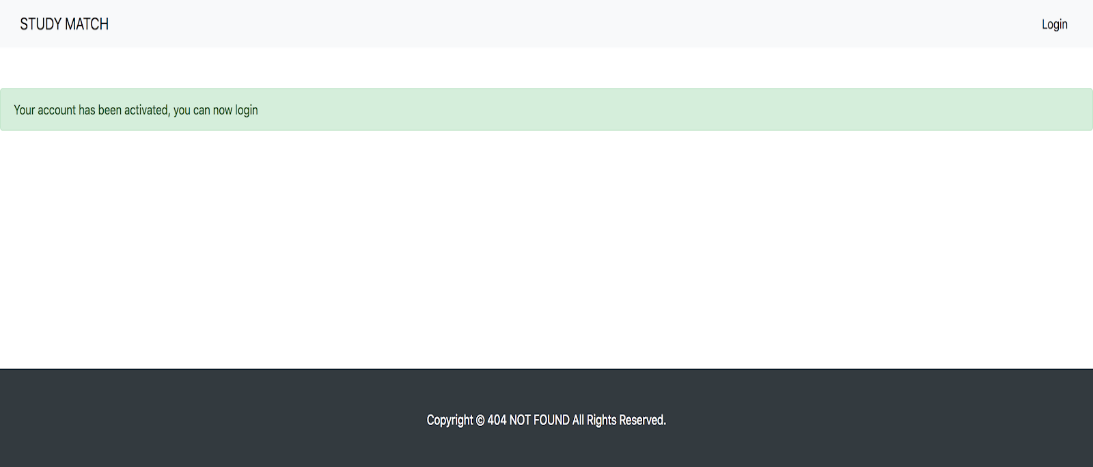 STUDY MATCH
Login
Your account has been activated, you can now login
Copyright © 404 NOT FOUND All Rights Reserved.